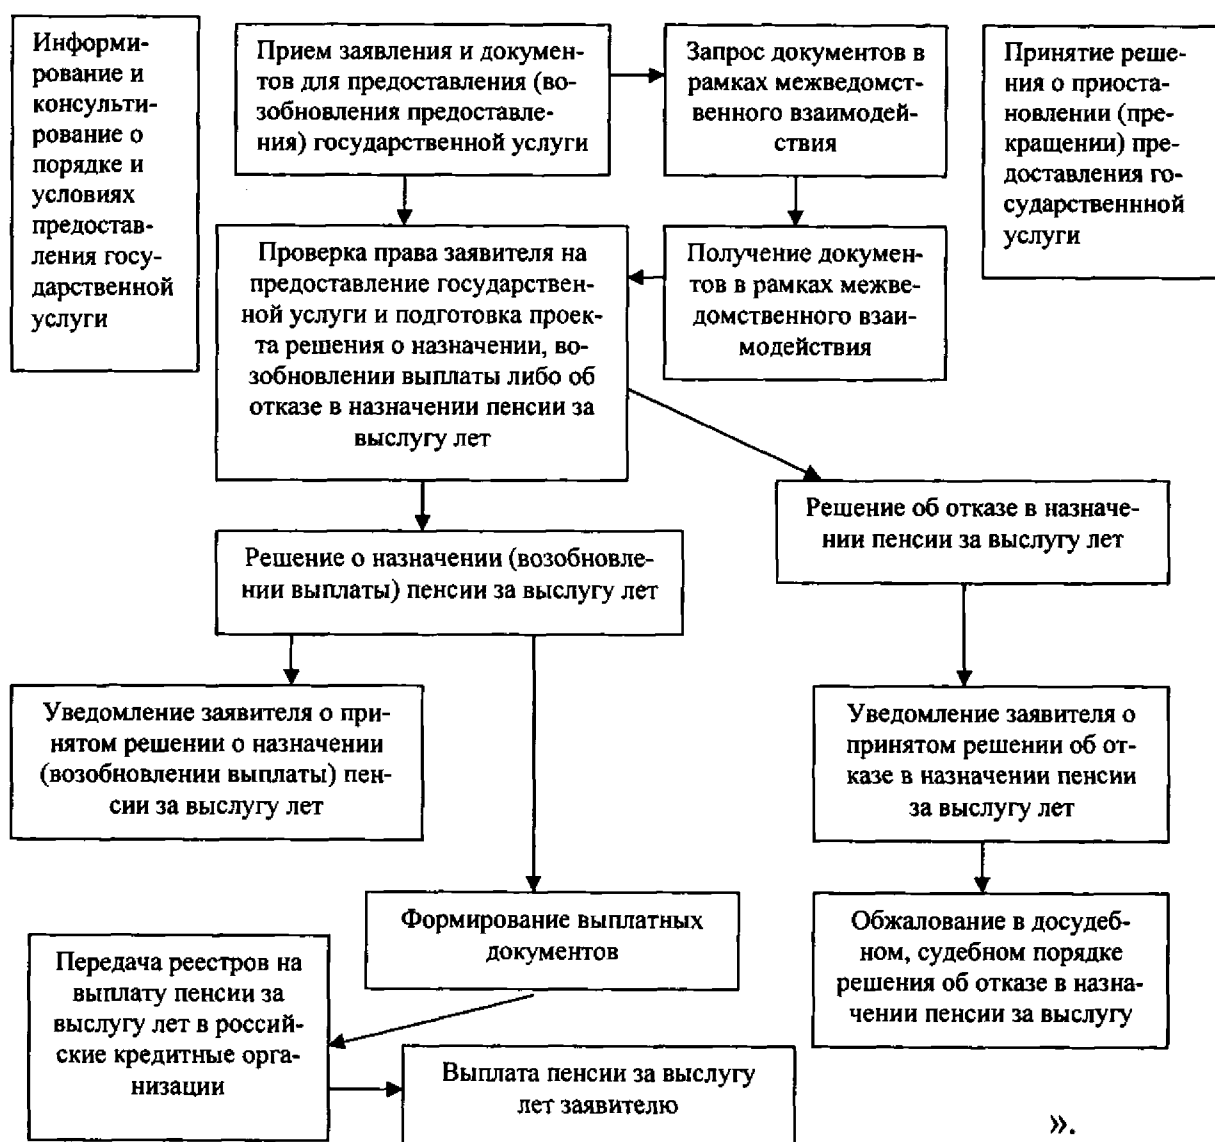 Информи-
рование и
консульти-
рование о
порядке и
условиях
предостав-
ления госу-
дарственной
услуги
Прием заявления и докумен-
тов для предоставления (во-
зобновления предоставле-
ния) государственной услуги
Запрос документов в
рамках межведомст-
венного взаимодей-
ствия
Принятие реше-
ния о приоста-
новлении (пре-
кращении) пре-
доставления го-
сударственнной
услуги
Проверка права заявителя на
предоставление государствен-
ной услуги и подготовка проек-
та решения о назначении, во-
зобновлении выплаты либо об
отказе в назначении пенсии за
выслугу лет
Получение докумен-
тов в рамках межве-
домственного взаи-
модействия
Решение об отказе в назначе-
нии пенсии за выслугу лет
Решение о назначении (возобновле-
нии выплаты) пенсии за выслугу лет
Уведомление заявителя о при-
нятом решении о назначении
(возобновлении выплаты) пен-
сии за выслугу лет
Уведомление заявителя о
принятом решении об от-
казе в назначении пенсии
за выслугу лет
Формирование выплатных
документов
Обжалование в досудеб-
ном, судебном порядке
решения об отказе в назна-
чении пенсии за выслугу
Передача реестров на
выплату пенсии за
выслугу лет в россий-
ские кредитные орга-
низации
Выплата пенсии за выслугу
лет заявителю
».